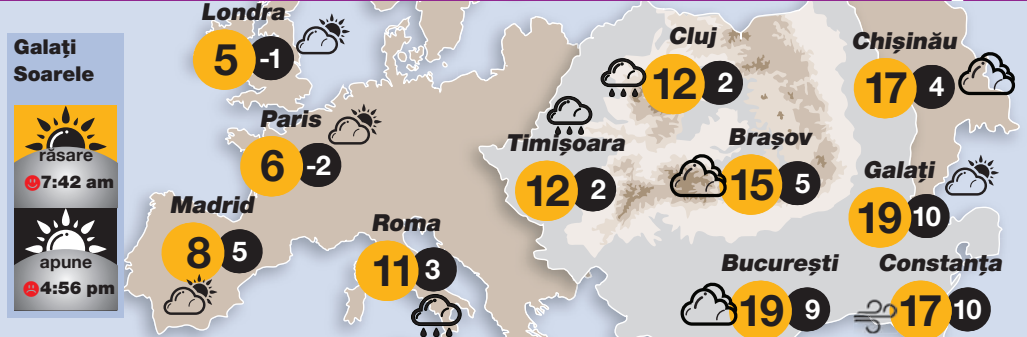 Galați
Soarele
răsare
7:42 am
apune
4:56 pm
Londra
5 -1
Paris
6 -2
Madrid
8 5
Roma
11 3
Cluj
12 2
Timișoara
12 2
Brașov
15 5
Chișinău
17 4
Galați
19 10
București
19 9
Constanța
17 10